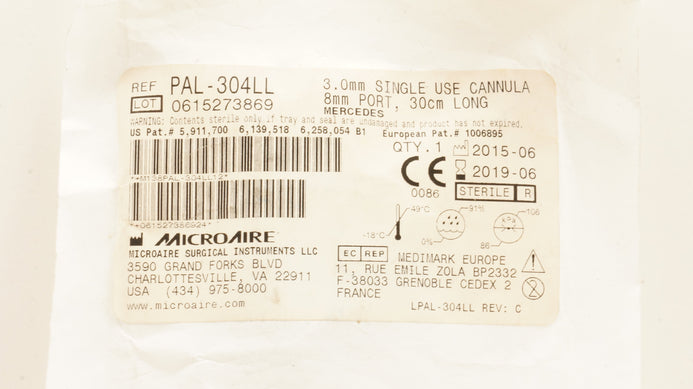 REF PAL-304LL
LOT 0615273869
3.0mm SINGLE USE CANNULA
8mm PORT, 30cm LONG
MERCEDES
WARNING: Contents sterile only if tray and seal are undamaged and product has not expired.
US Pat.# 5,911,700 6,139,518 6,258,054 B1 European Pat.# 1006895
QTY. 1 2015-06
2019-06
CE
0086
STERILE R
*+M138PAL-304LL12*
*+061527386924*
-18°C 49°C
0% 91%
86 kPa 106
MICROAIRE
MICROAIRE SURGICAL INSTRUMENTS LLC
3590 GRAND FORKS BLVD
CHARLOTTESVILLE, VA 22911
USA (434) 975-8000
www.microaire.com
EC REP MEDIMARK EUROPE
11, RUE EMILE ZOLA BP2332
F-38033 GRENOBLE CEDEX 2
FRANCE
LPAL-304LL REV: C